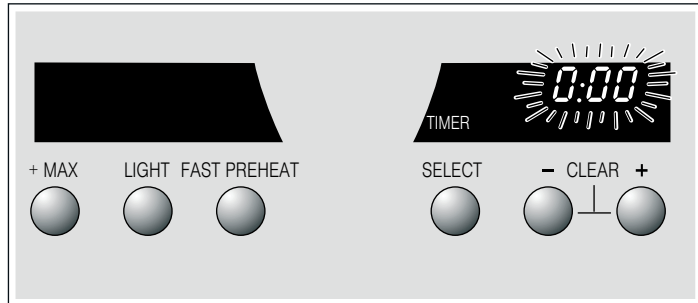 0:00
TIMER
+ MAX LIGHT FAST PREHEAT SELECT − CLEAR +